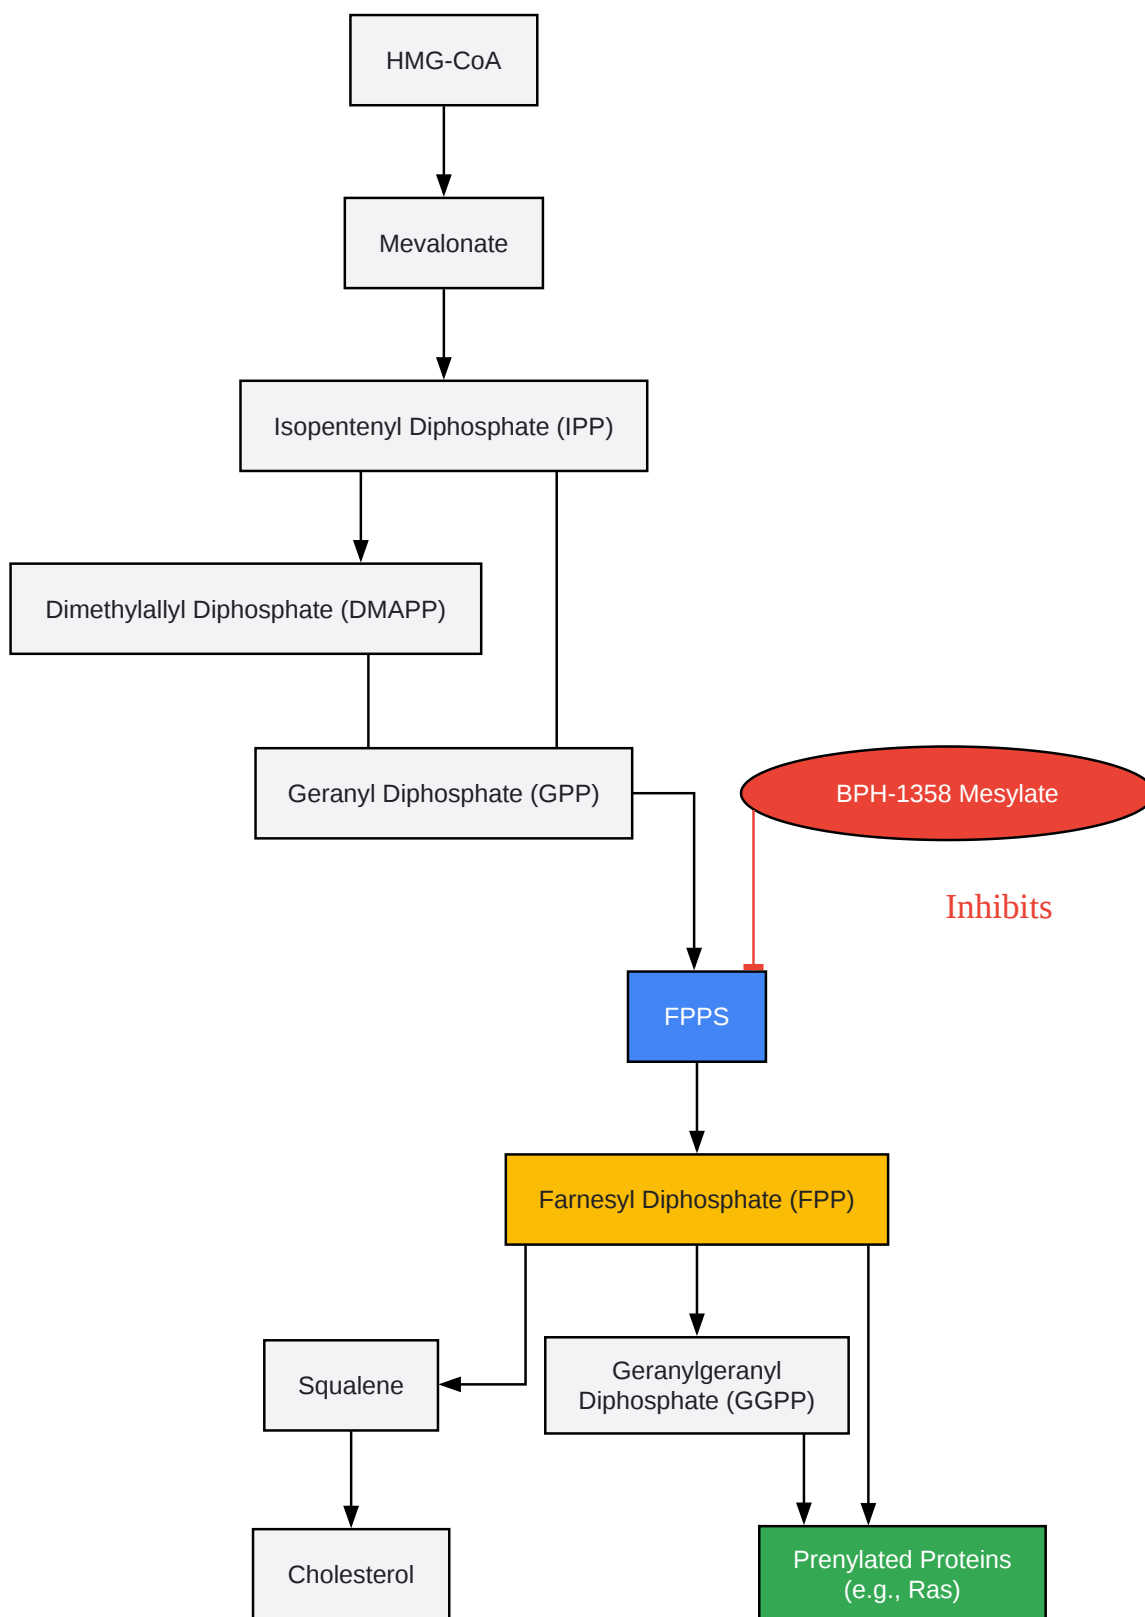 HMG-CoA
Mevalonate
Isopentenyl Diphosphate (IPP)
Dimethylallyl Diphosphate (DMAPP)
Geranyl Diphosphate (GPP)
BPH-1358 Mesylate
Inhibits
FPPS
Farnesyl Diphosphate (FPP)
Squalene
Geranylgeranyl
Diphosphate (GGPP)
Cholesterol
Prenylated Proteins
(e.g., Ras)